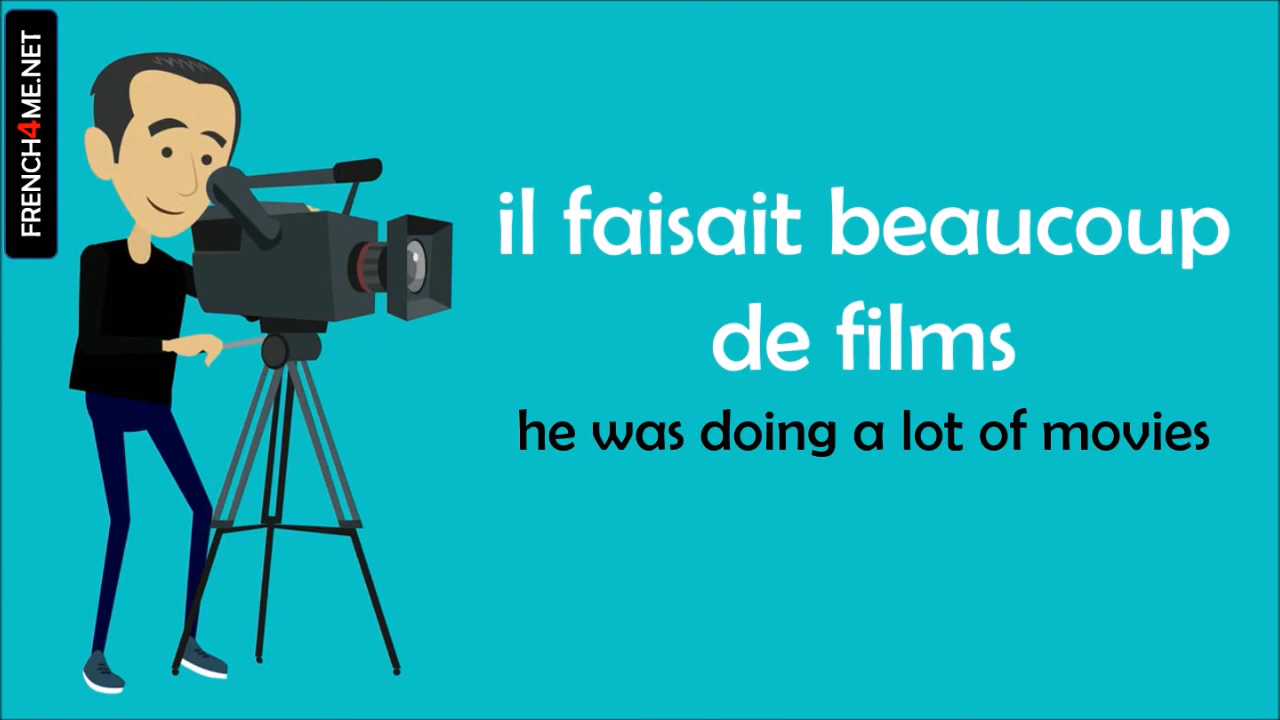 FRENCH4ME.NET
il faisait beaucoup
de films
he was doing a lot of movies